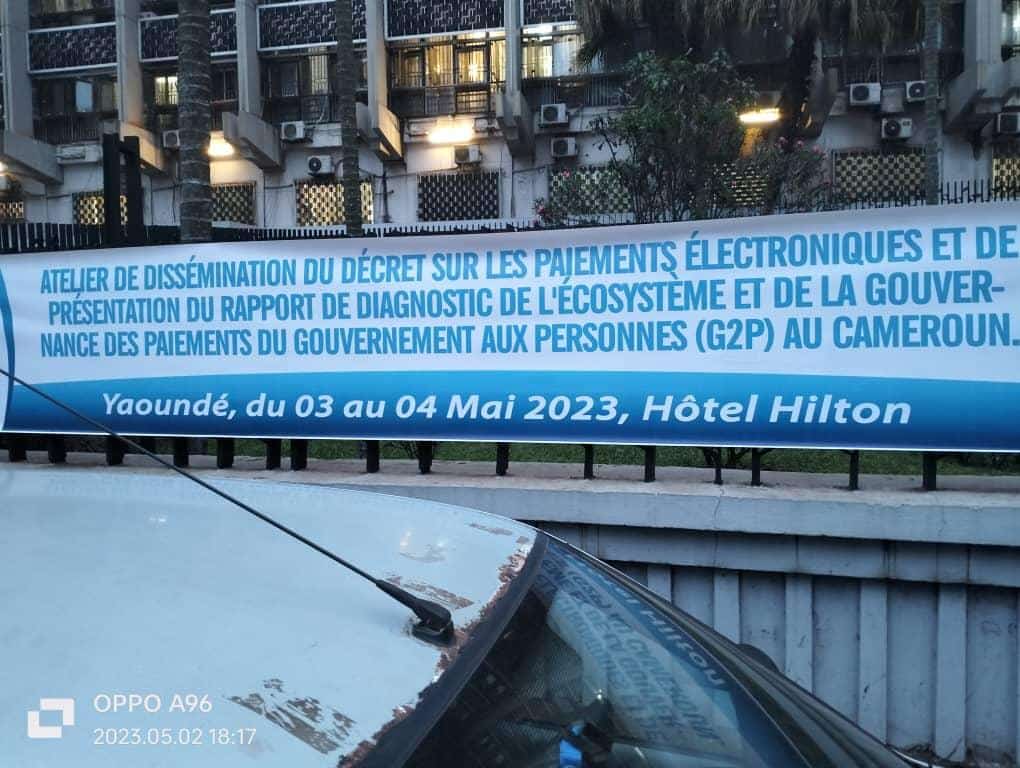 ATELIER DE DISSÉMINATION DU DÉCRET SUR LES PAIEMENTS ÉLECTRONIQUES ET DE
PRÉSENTATION DU RAPPORT DE DIAGNOSTIC DE L'ÉCOSYSTÈME ET DE LA GOUVER-
NANCE DES PAIEMENTS DU GOUVERNEMENT AUX PERSONNES (G2P) AU CAMEROUN.
Yaoundé, du 03 au 04 Mai 2023, Hôtel Hilton
OPPO A96
2023.05.02 18:17